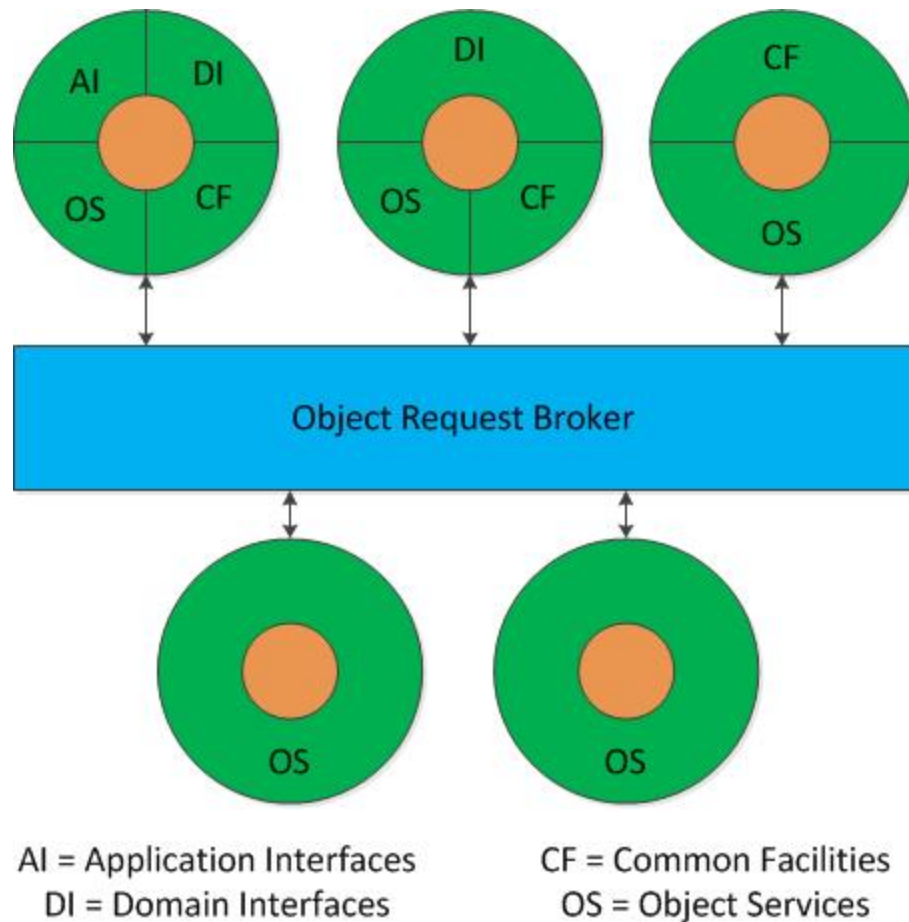 AI DI
OS CF
DI
OS CF
CF
OS
Object Request Broker
OS
OS
AI = Application Interfaces
CF = Common Facilities
DI = Domain Interfaces
OS = Object Services